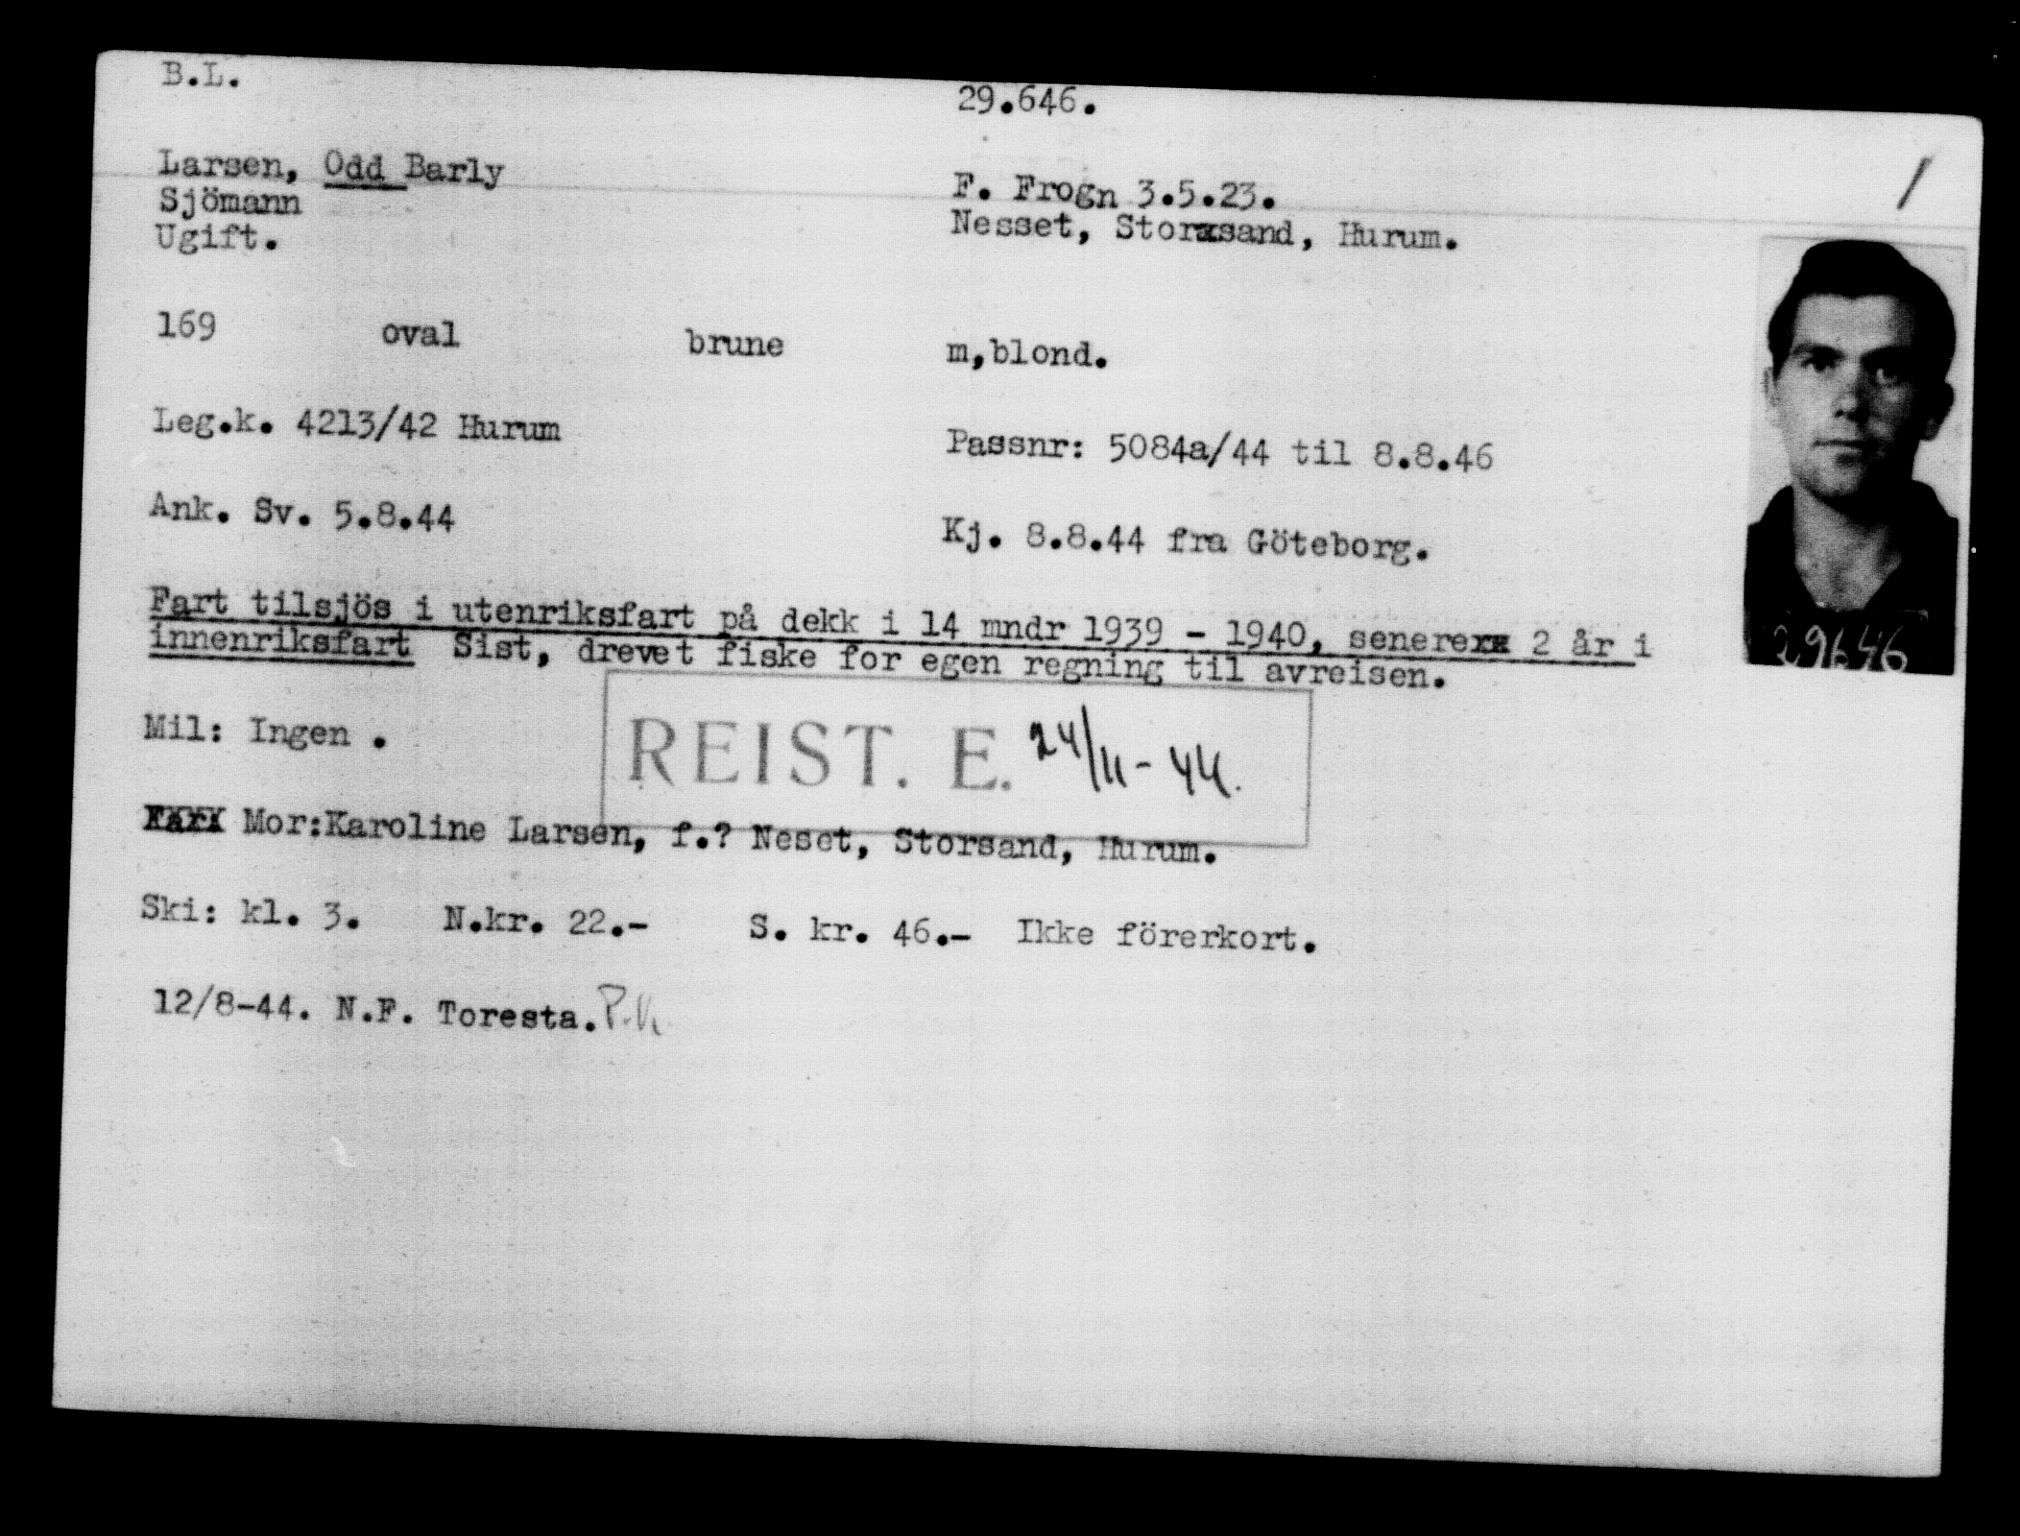 B.L.
29.646.
Larsen, Odd Barly
F. Frogn 3.5.23.
Sjömann
Nesset, Storxsand, Hurum.
Ugift.
169 oval brune m,blond.
Leg.k. 4213/42 Hurum
Passnr: 5084a/44 til 8.8.46
Ank. Sv. 5.8.44
Kj. 8.8.44 fra Göteborg.
Fart tilsjös i utenriksfart på dekk i 14 mndr 1939 - 1940, senere 2 år i
innenriksfart Sist, drevet fiske for egen regning til avreisen.
29646
Mil: Ingen .
REIST. E. 24/11-44.
Mor:Karoline Larsen, f.? Neset, Storsand, Hurum.
Ski: kl. 3. N.kr. 22.- S. kr. 46.- Ikke förerkort.
12/8-44. N.F. Toresta.